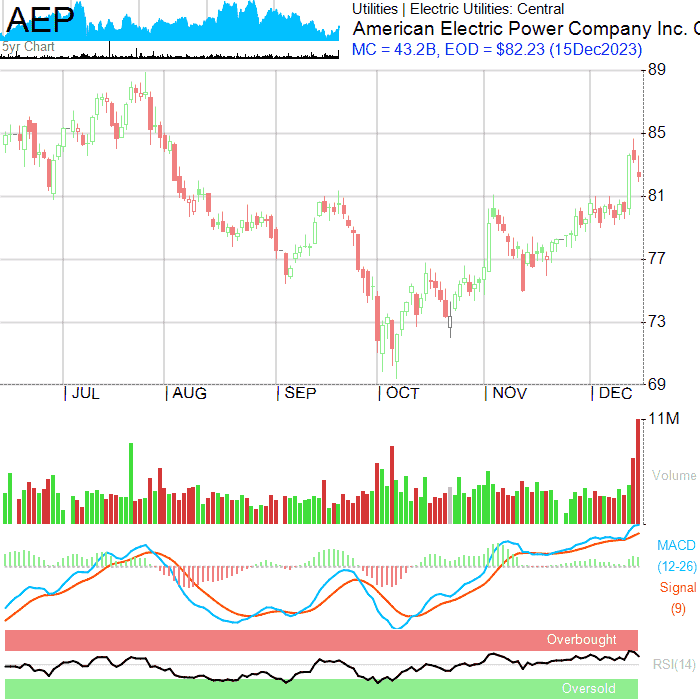 AEP
5yr Chart
Utilities | Electric Utilities: Central
American Electric Power Company Inc. C
MC = 43.2B, EOD = $82.23 (15Dec2023)
89
85
81
77
73
69
JUL AUG SEP OCT NOV DEC
11M
Volume
MACD
(12-26)
Signal
(9)
Overbought
RSI(14)
Oversold